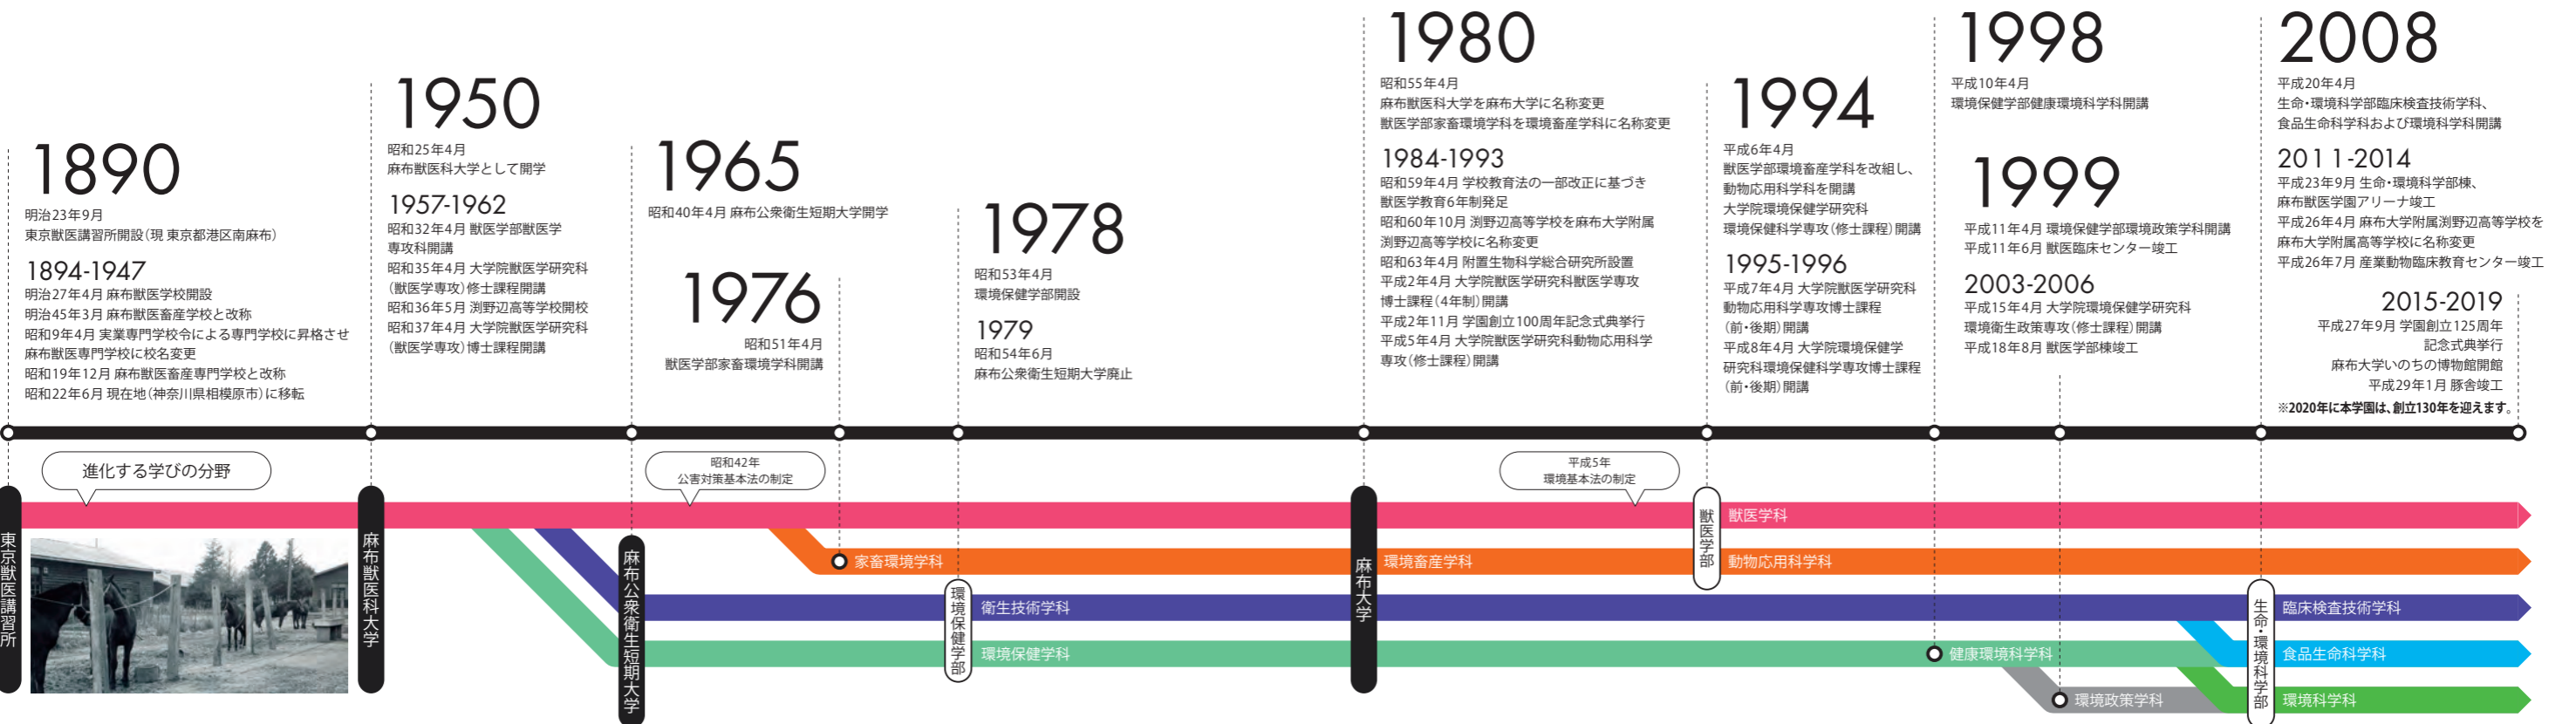 1890
明治23年9月
東京獣医講習所開設(現 東京都港区南麻布)
1894-1947
明治27年4月 麻布獣医学校開設
明治45年3月 麻布獣医畜産学校と改称
昭和9年4月 実業専門学校令による専門学校に昇格させ
麻布獣医専門学校に校名変更
昭和19年12月 麻布獣医畜産専門学校と改称
昭和22年6月 現在地(神奈川県相模原市)に移転
1950
昭和25年4月
麻布獣医科大学として開学
1957-1962
昭和32年4月 獣医学部獣医学
専攻科開講
昭和35年4月 大学院獣医学研究科
(獣医学専攻)修士課程開講
昭和36年5月 渕野辺高等学校開校
昭和37年4月 大学院獣医学研究科
(獣医学専攻)博士課程開講
1965
昭和40年4月 麻布公衆衛生短期大学開学
1976
昭和51年4月
獣医学部家畜環境学科開講
1978
昭和53年4月
環境保健学部開設
1979
昭和54年6月
麻布公衆衛生短期大学廃止
1980
昭和55年4月
麻布獣医科大学を麻布大学に名称変更
獣医学部家畜環境学科を環境畜産学科に名称変更
1984-1993
昭和59年4月 学校教育法の一部改正に基づき
獣医学教育6年制発足
昭和60年10月 渕野辺高等学校を麻布大学附属
渕野辺高等学校に名称変更
昭和63年4月 附置生物科学総合研究所設置
平成2年4月 大学院獣医学研究科獣医学専攻
博士課程(4年制)開講
平成2年11月 学園創立100周年記念式典挙行
平成5年4月 大学院獣医学研究科動物応用科学
専攻(修士課程)開講
1994
平成6年4月
獣医学部環境畜産学科を改組し、
動物応用科学科を開講
大学院環境保健学研究科
環境保健科学専攻(修士課程)開講
1995-1996
平成7年4月 大学院獣医学研究科
動物応用科学専攻博士課程
(前・後期)開講
平成8年4月 大学院環境保健学
研究科環境保健科学専攻博士課程
(前・後期)開講
1998
平成10年4月
環境保健学部健康環境科学科開講
1999
平成11年4月 環境保健学部環境政策学科開講
平成11年6月 獣医臨床センター竣工
2003-2006
平成15年4月 大学院環境保健学研究科
環境衛生政策専攻(修士課程)開講
平成18年8月 獣医学部棟竣工
2008
平成20年4月
生命・環境科学部臨床検査技術学科、
食品生命科学科および環境科学科開講
2011-2014
平成23年9月 生命・環境科学部棟、
麻布獣医学園アリーナ竣工
平成26年4月 麻布大学附属渕野辺高等学校を
麻布大学附属高等学校に名称変更
平成26年7月 産業動物臨床教育センター竣工
2015-2019
平成27年9月 学園創立125周年
記念式典挙行
麻布大学いのちの博物館開館
平成29年1月 豚舎竣工
※2020年に本学園は、創立130年を迎えます。
進化する学びの分野
昭和42年
公害対策基本法の制定
平成5年
環境基本法の制定
東京獣医講習所
麻布獣医科大学
麻布公衆衛生短期大学
環境保健学部
麻布大学
獣医学部
生命・環境科学部
獣医学科
家畜環境学科
環境畜産学科
動物応用科学科
衛生技術学科
臨床検査技術学科
環境保健学科
健康環境科学科
食品生命科学科
環境政策学科
環境科学科